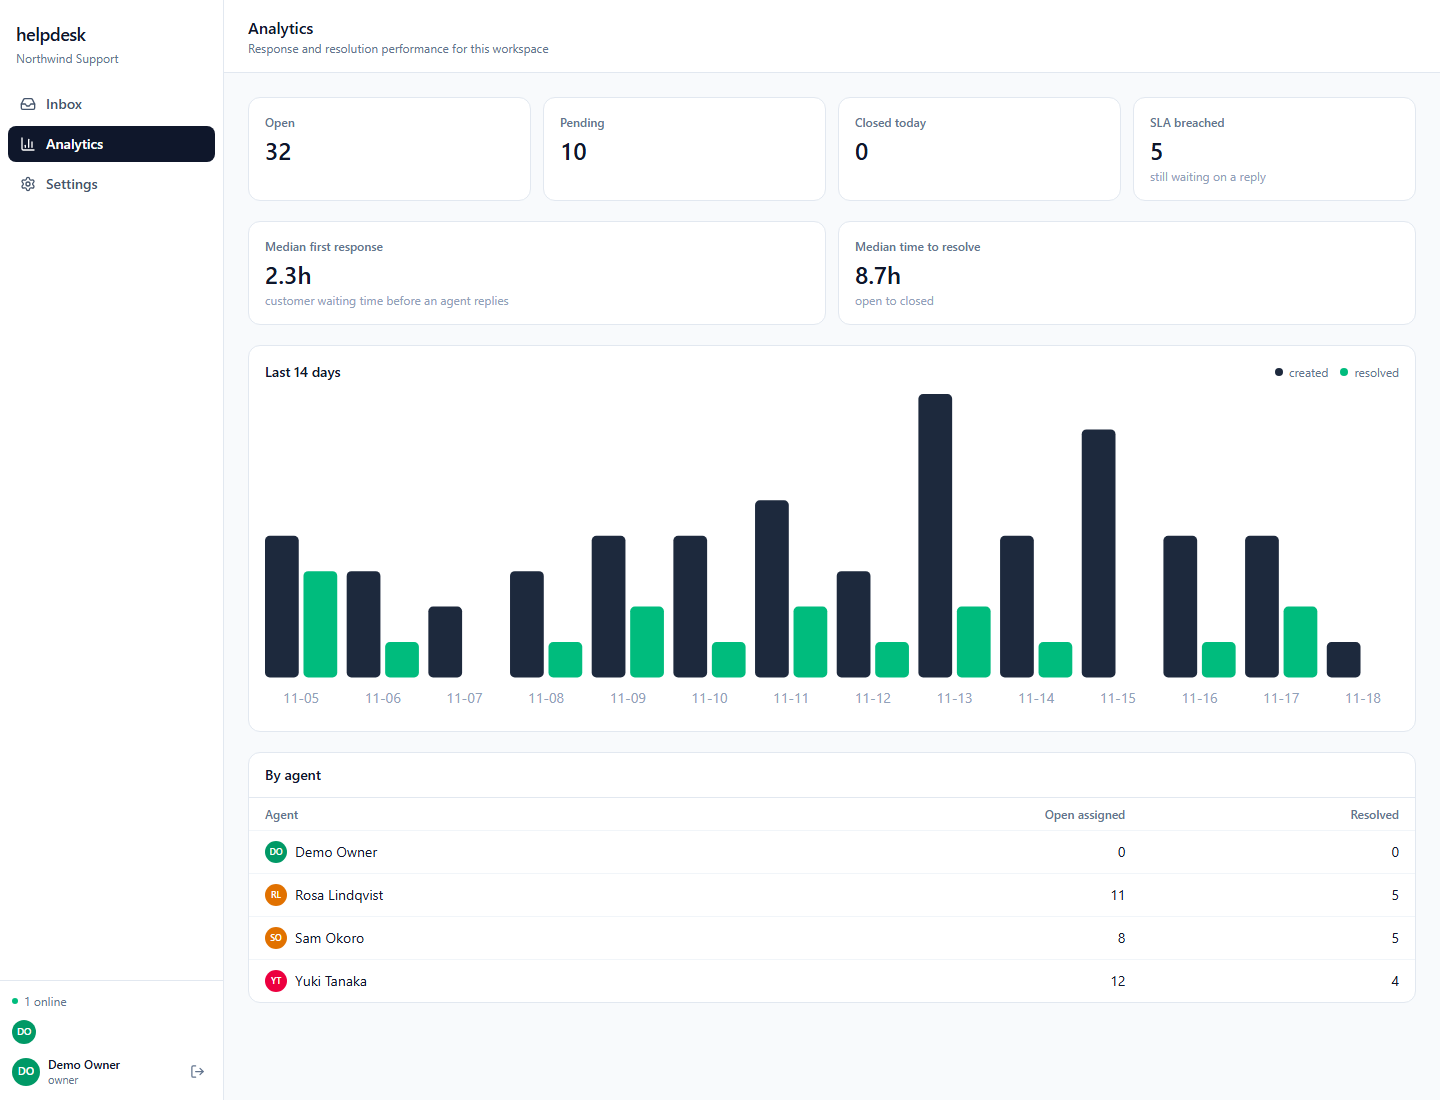 helpdesk
Northwind Support
Inbox
Analytics
Settings
1 online
DO
DO
Demo Owner
owner
Analytics
Response and resolution performance for this workspace
Open
32
Pending
10
Closed today
0
SLA breached
5
still waiting on a reply
Median first response
2.3h
customer waiting time before an agent replies
Median time to resolve
8.7h
open to closed
Last 14 days
created resolved
11-05 11-06 11-07 11-08 11-09 11-10 11-11 11-12 11-13 11-14 11-15 11-16 11-17 11-18
By agent
Agent Open assigned Resolved
DO Demo Owner 0 0
RL Rosa Lindqvist 11 5
SO Sam Okoro 8 5
YT Yuki Tanaka 12 4